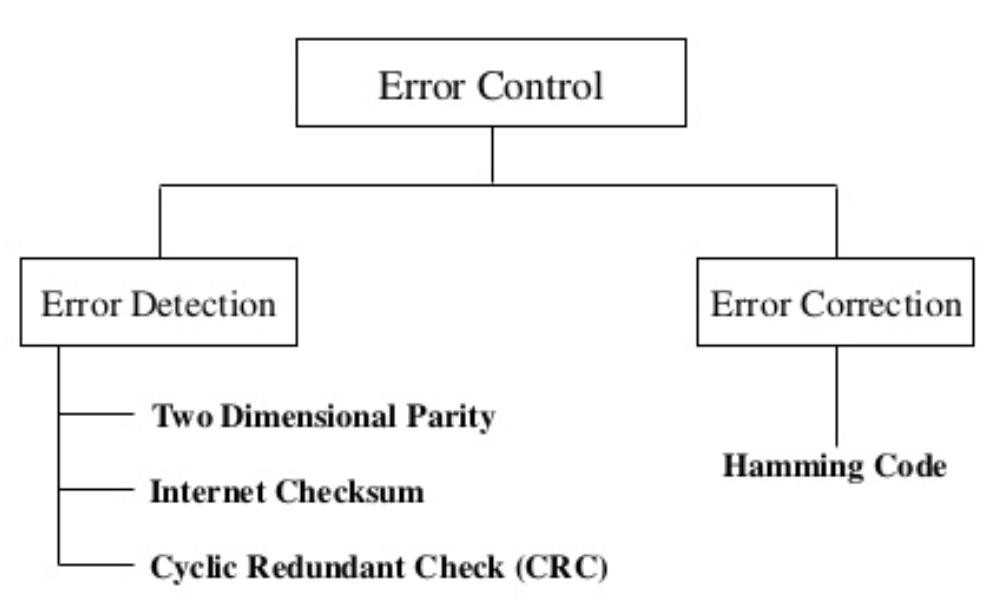 Error Control
Error Detection
Error Correction
Two Dimensional Parity
Internet Checksum
Cyclic Redundant Check (CRC)
Hamming Code